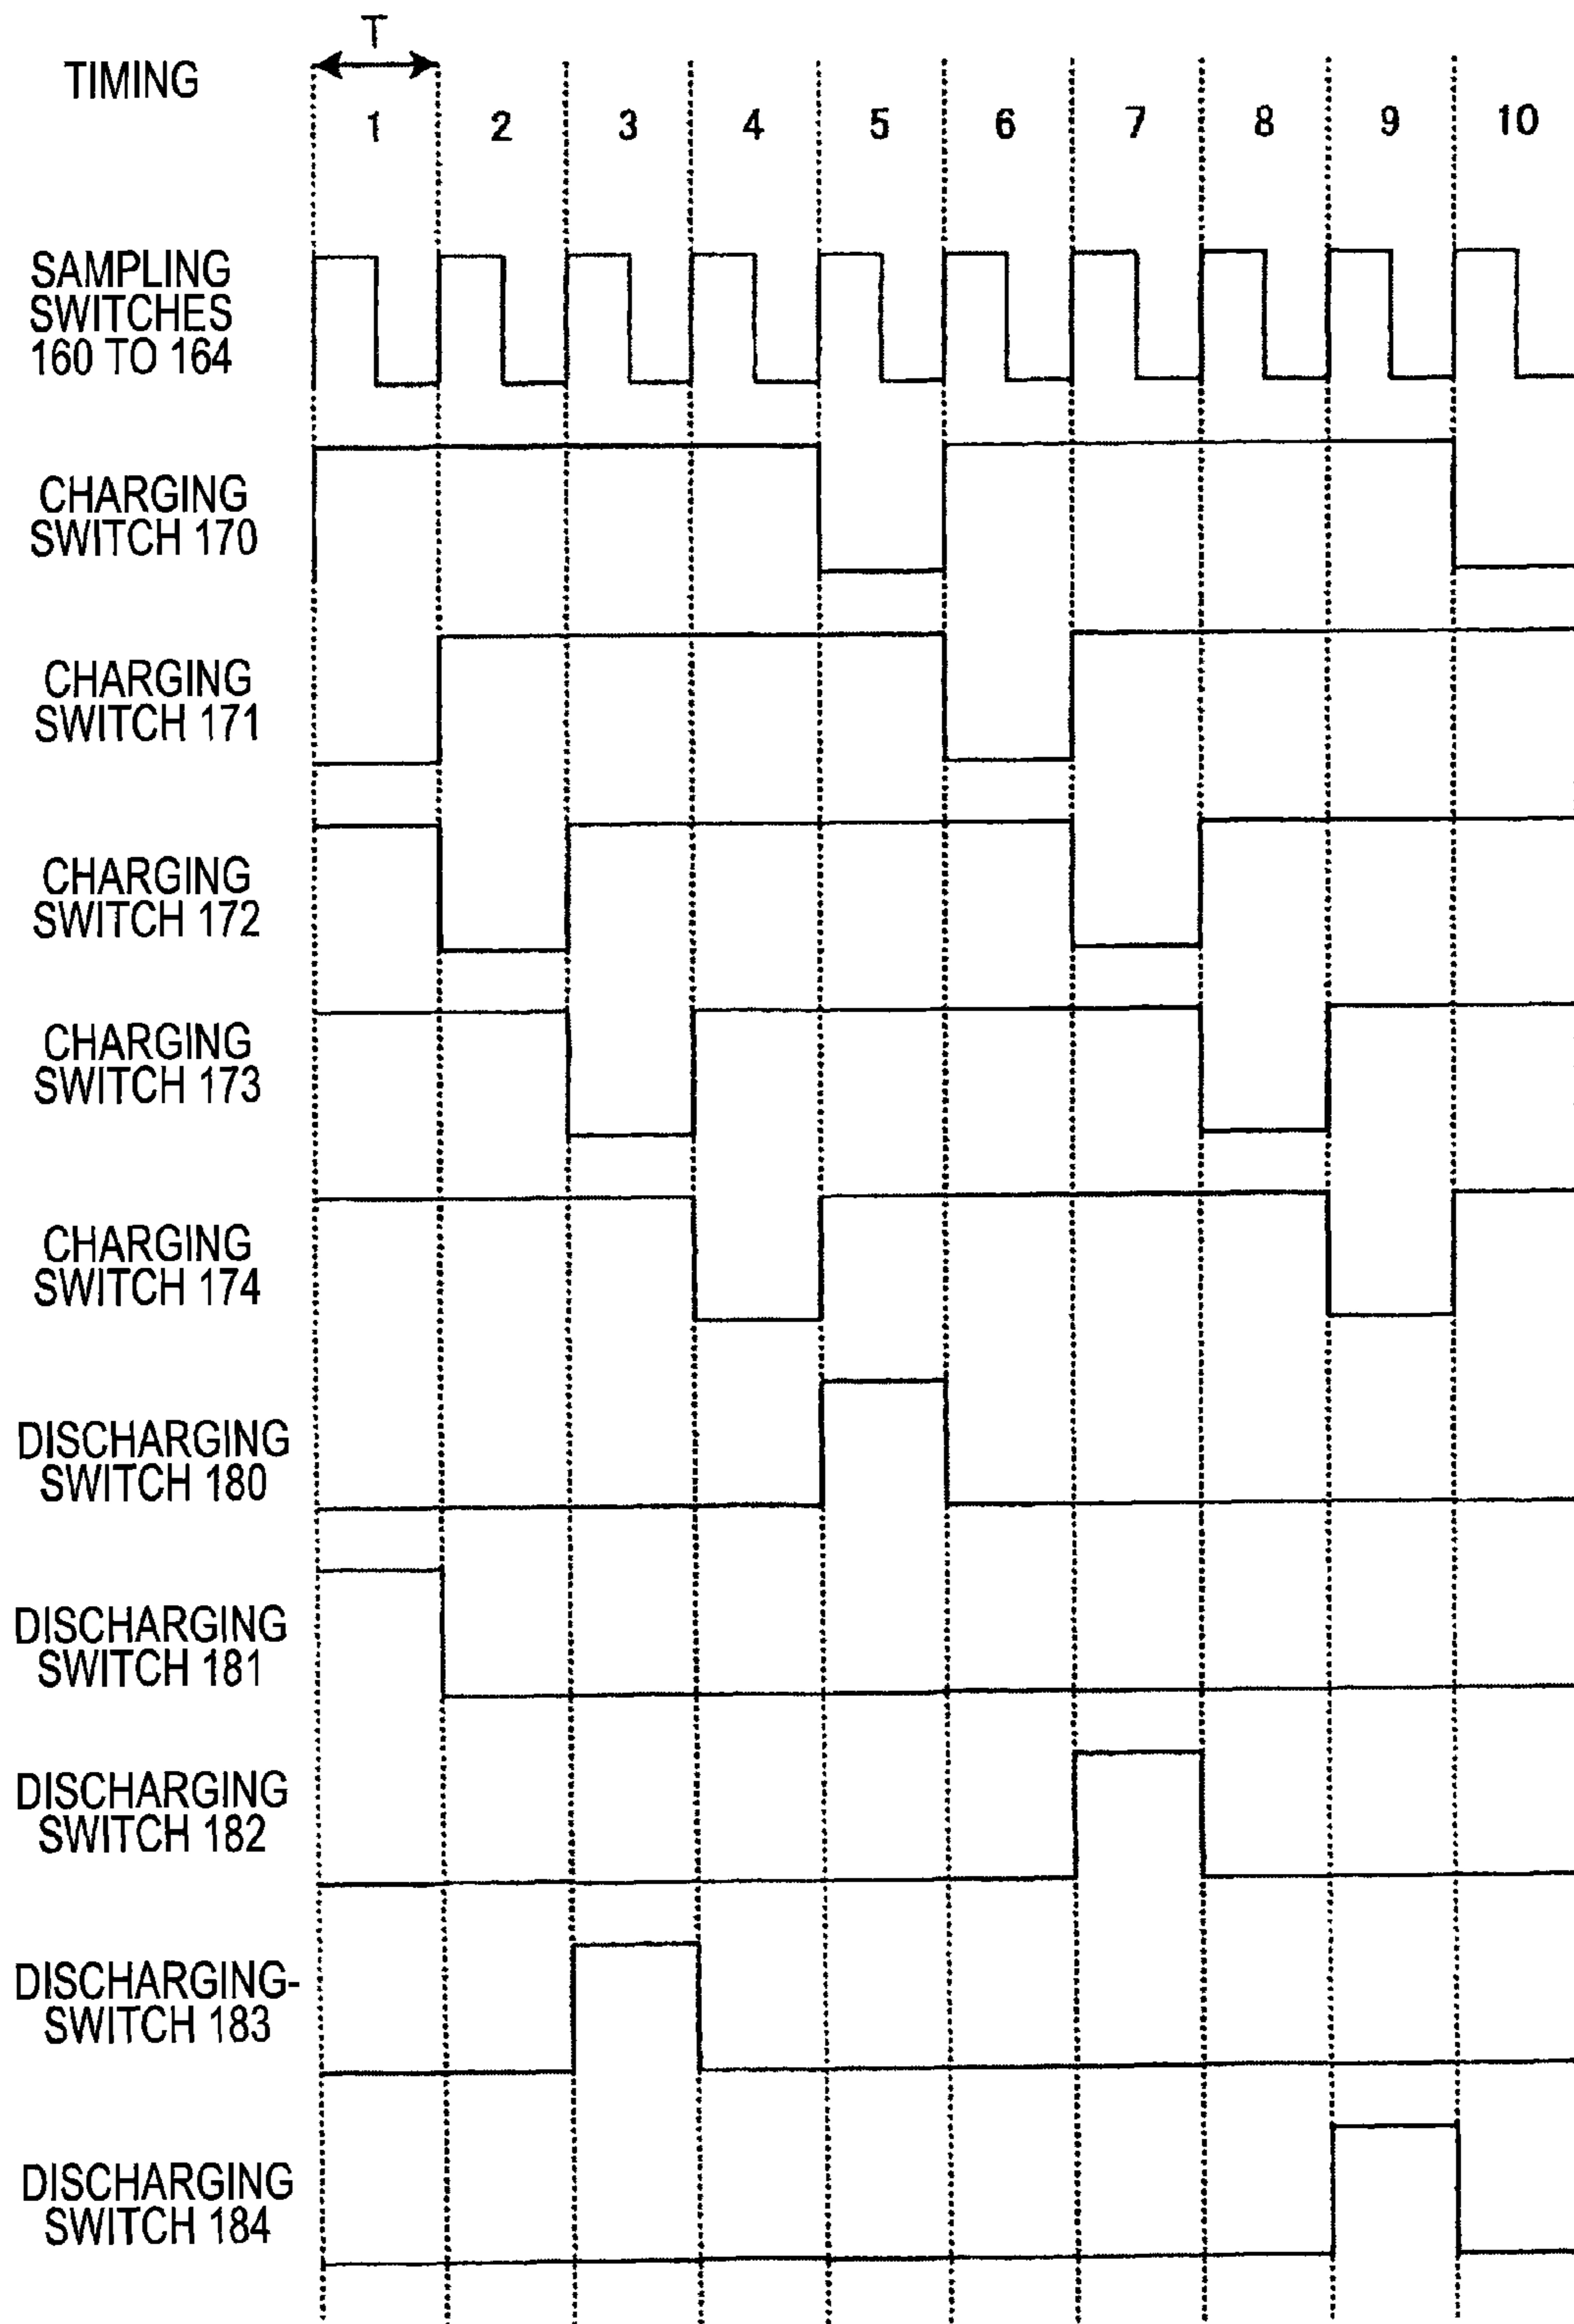 T
TIMING
1 2 3 4 5 6 7 8 9 10
SAMPLING
SWITCHES
160 TO 164
CHARGING
SWITCH 170
CHARGING
SWITCH 171
CHARGING
SWITCH 172
CHARGING
SWITCH 173
CHARGING
SWITCH 174
DISCHARGING
SWITCH 180
DISCHARGING
SWITCH 181
DISCHARGING
SWITCH 182
DISCHARGING-
SWITCH 183
DISCHARGING
SWITCH 184